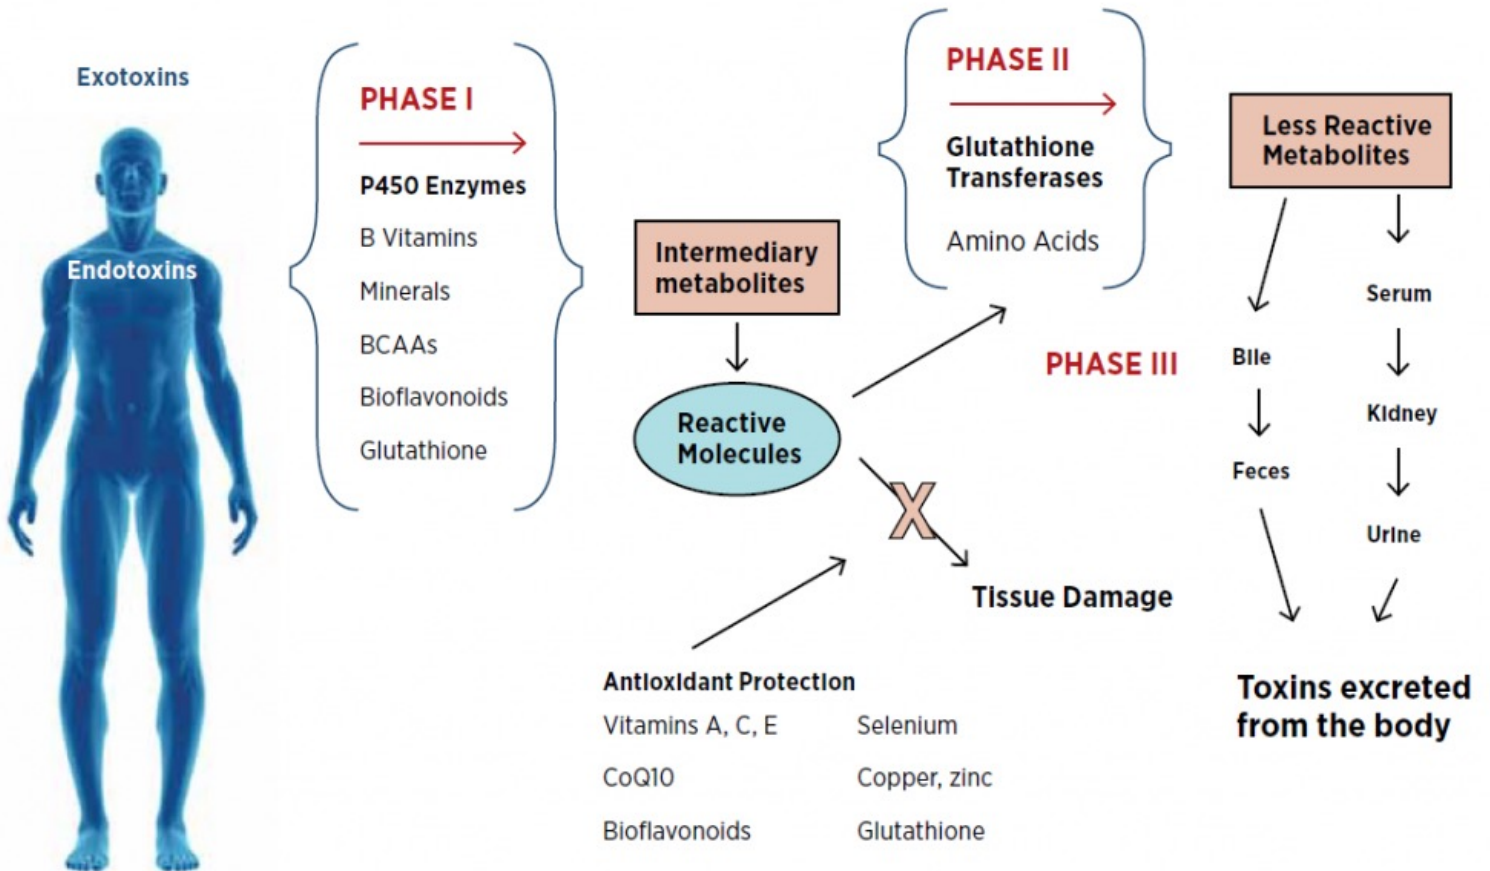 Exotoxins
Endotoxins
PHASE I
P450 Enzymes
B Vitamins
Minerals
BCAAs
Bioflavonoids
Glutathione
Intermediary
metabolites
Reactive
Molecules
PHASE II
Glutathione
Transferases
Amino Acids
PHASE III
X
Tissue Damage
Antioxidant Protection
Vitamins A, C, E
CoQ10
Bioflavonoids
Selenium
Copper, zinc
Glutathione
Less Reactive
Metabolites
Bile
Feces
Serum
Kidney
Urine
Toxins excreted
from the body